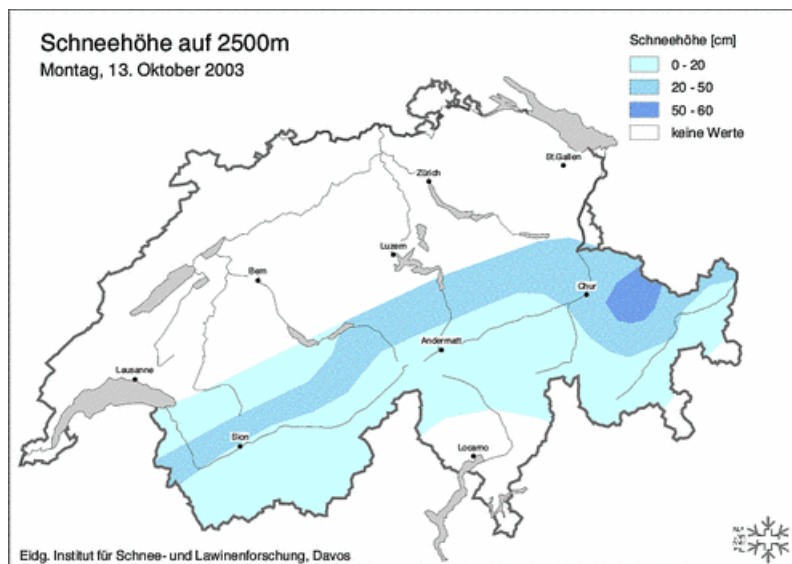 Schneehöhe auf 2500m
Montag, 13. Oktober 2003
Schneehöhe [cm]
0 - 20
20 - 50
50 - 60
keine Werte
St.Gallen
Zürich
Luzern
Bern
Chur
Andermatt
Lausanne
Sion
Locarno
Eidg. Institut für Schnee- und Lawinenforschung, Davos